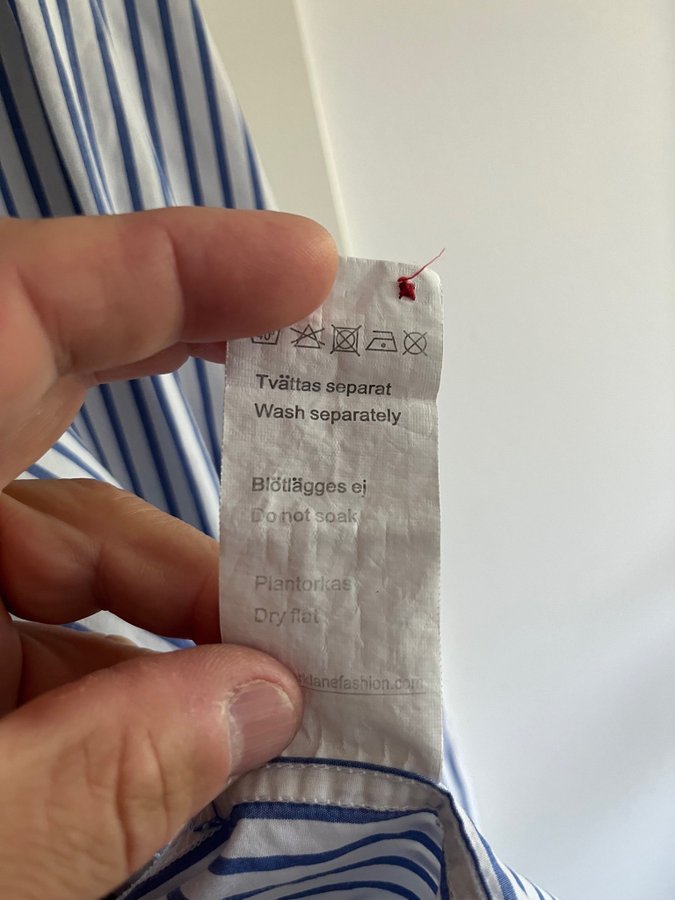 Tvättas separat
Wash separately
Blötlägges ej
Do not soak
Plantorkas
Dry flat